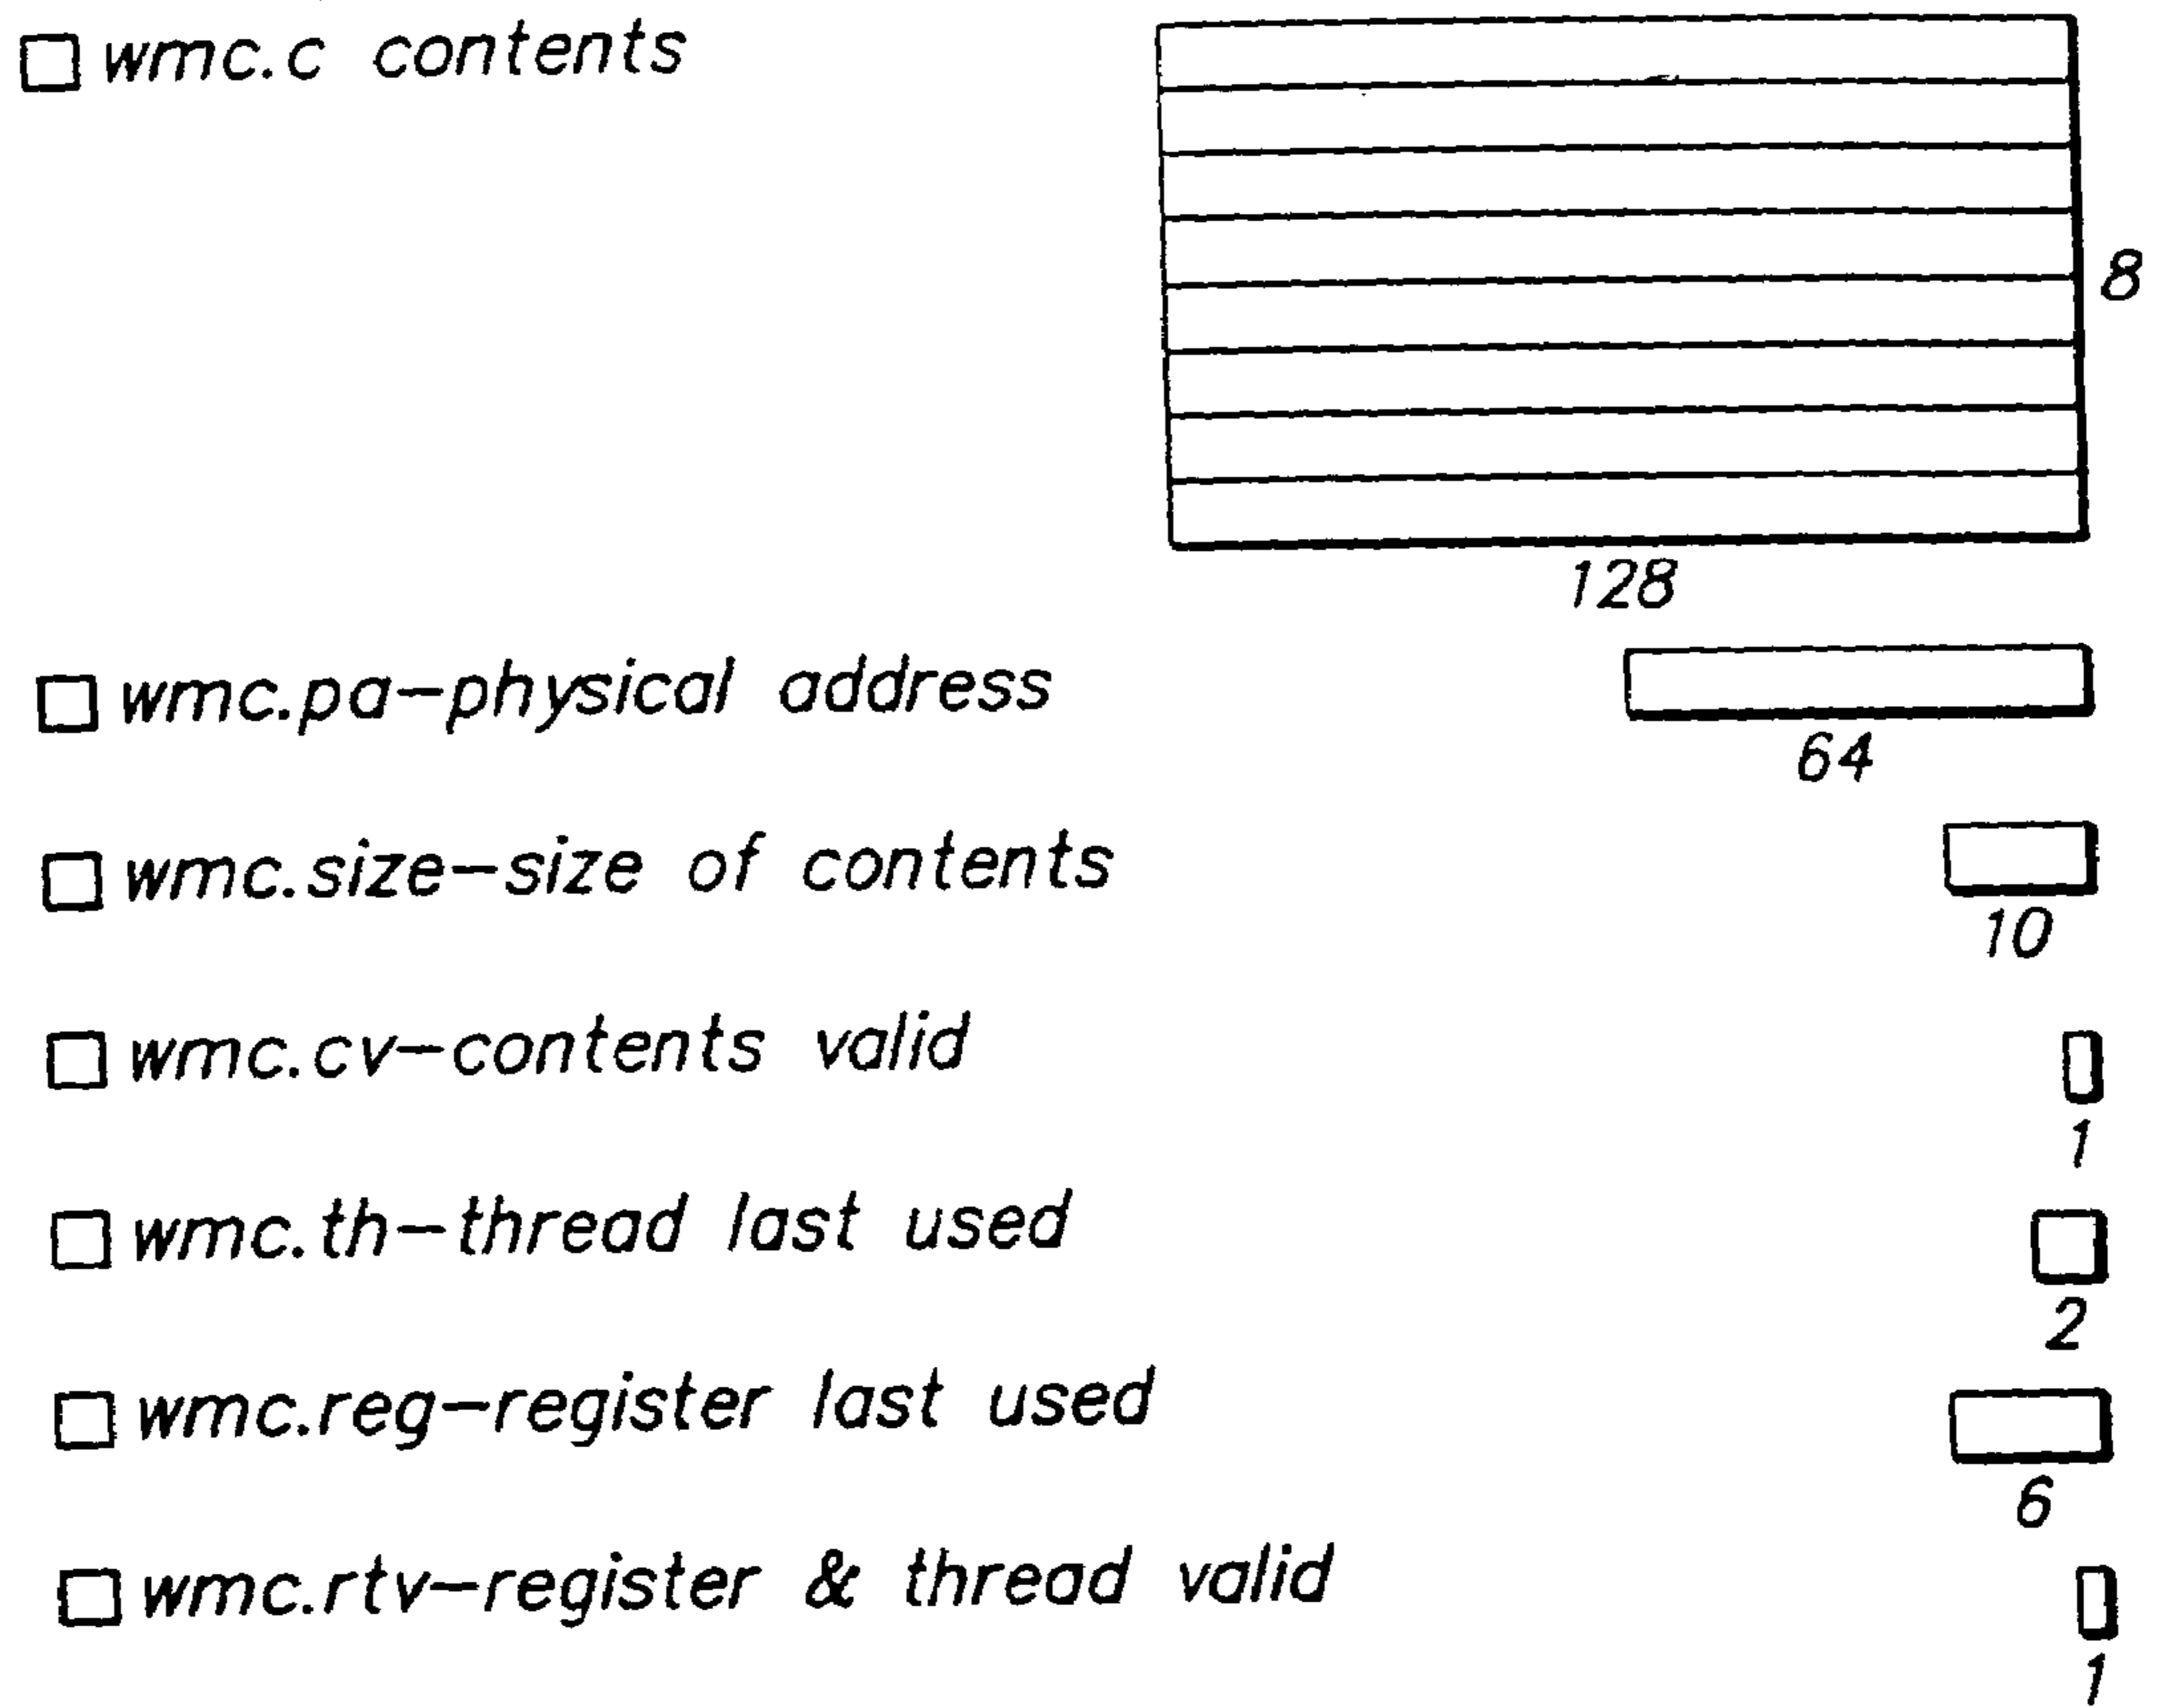 wmc.c contents
8
128
wmc.pa—physical address
64
wmc.size—size of contents
10
wmc.cv—contents valid
1
wmc.th—thread last used
2
wmc.reg—register last used
6
wmc.rtv—register & thread valid
1